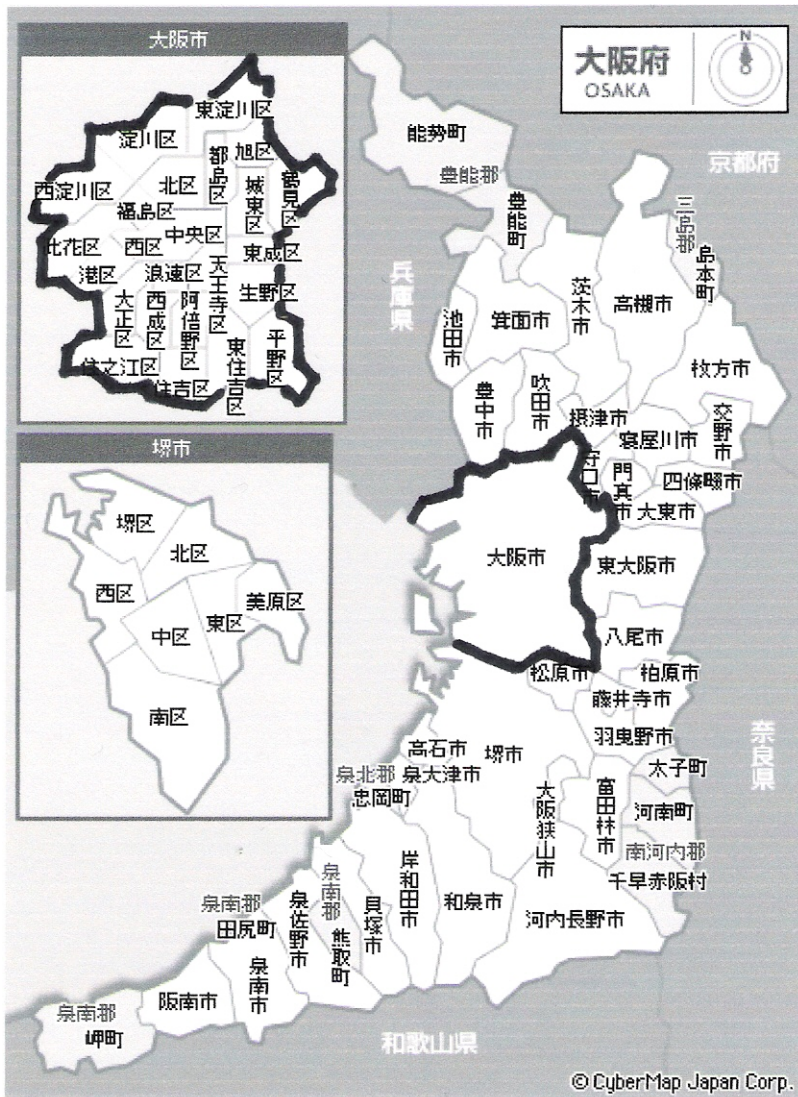 大阪市
東淀川区
淀川区
旭区
都島区
鶴見区
西淀川区
北区
城東区
福島区
中央区
此花区
西区
東成区
港区
浪速区
天王寺区
生野区
大正区
西成区
阿倍野区
東住吉区
平野区
住之江区
住吉区
堺市
堺区
北区
西区
美原区
東区
中区
南区
大阪府
OSAKA
N
能勢町
京都府
豊能郡
豊能町
三島郡
島本町
兵庫県
茨木市
高槻市
箕面市
池田市
枚方市
吹田市
豊中市
摂津市
交野市
寝屋川市
守口市
門真市
四條畷市
大東市
大阪市
東大阪市
八尾市
松原市
柏原市
藤井寺市
羽曳野市
奈良県
高石市
堺市
太子町
泉北郡
泉大津市
忠岡町
大阪狭山市
富田林市
河南町
南河内郡
千早赤阪村
岸和田市
和泉市
河内長野市
貝塚市
泉南郡
熊取町
泉佐野市
泉南郡
田尻町
泉南市
阪南市
泉南郡
岬町
和歌山県
© CyberMap Japan Corp.